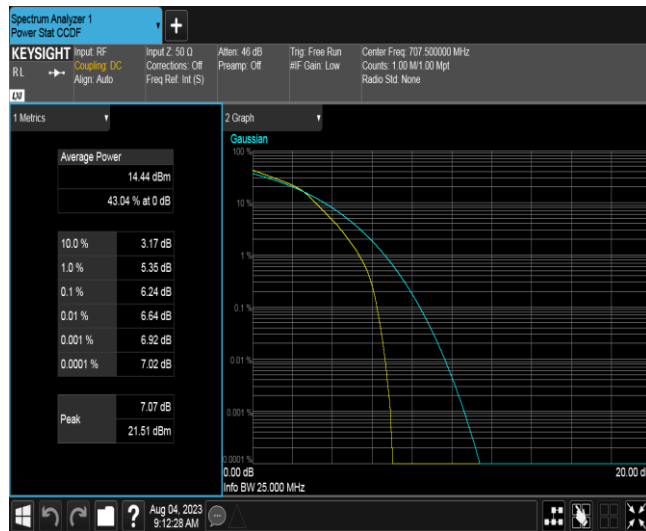 Spectrum Analyzer 1
Power Stat CCDF
+
KEYSIGHT
RL
LXI
Input: RF
Coupling: DC
Align: Auto
Input Z: 50 Ω
Corrections: Off
Freq Ref: Int (S)
Atten: 46 dB
Preamp: Off
Trig: Free Run
#IF Gain: Low
Center Freq: 707.500000 MHz
Counts: 1.00 M/1.00 Mpt
Radio Std: None
1 Metrics
Average Power
14.44 dBm
43.04 % at 0 dB
10.0 % 3.17 dB
1.0 % 5.35 dB
0.1 % 6.24 dB
0.01 % 6.64 dB
0.001 % 6.92 dB
0.0001 % 7.02 dB
Peak
7.07 dB
21.51 dBm
2 Graph
Gaussian
100 %
10 %
1 %
0.1 %
0.01 %
0.001 %
0.0001 %
0.00 dB
20.00 d
Info BW 25.000 MHz
?
Aug 04, 2023
9:12:28 AM